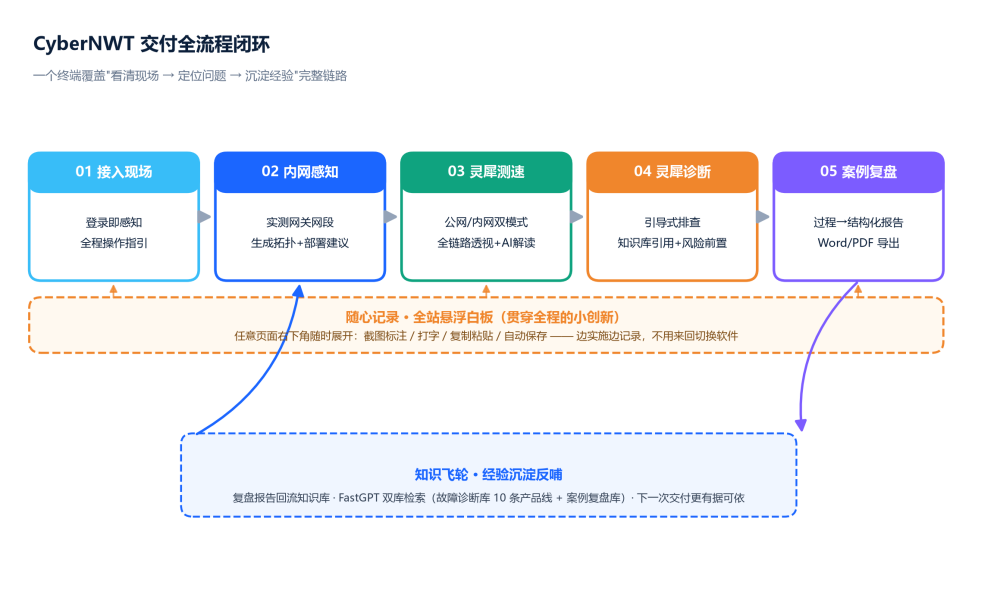 CyberNWT 交付全流程闭环
一个终端覆盖"看清现场 → 定位问题 → 沉淀经验"完整链路
01 接入现场
登录即感知
全程操作指引
02 内网感知
实测网关网段
生成拓扑+部署建议
03 灵犀测速
公网/内网双模式
全链路透视+AI解读
04 灵犀诊断
引导式排查
知识库引用+风险前置
05 案例复盘
过程→结构化报告
Word/PDF 导出
随心记录·全站悬浮白板（贯穿全程的小创新）
任意页面右下角随时展开：截图标注 / 打字 / 复制粘贴 / 自动保存 —— 边实施边记录，不用来回切换软件
知识飞轮·经验沉淀反哺
复盘报告回流知识库 · FastGPT 双库检索（故障诊断库 10 条产品线 + 案例复盘库）· 下一次交付更有据可依